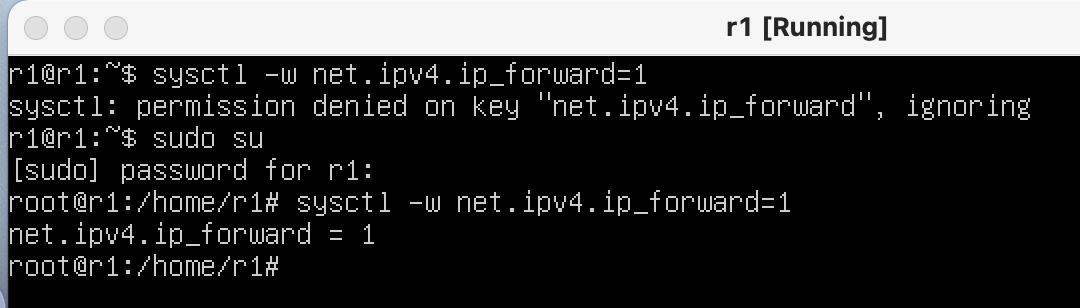 r1 [Running]
r1@r1:~$ sysctl -w net.ipv4.ip_forward=1
sysctl: permission denied on key "net.ipv4.ip_forward", ignoring
r1@r1:~$ sudo su
[sudo] password for r1:
root@r1:/home/r1# sysctl -w net.ipv4.ip_forward=1
net.ipv4.ip_forward = 1
root@r1:/home/r1#